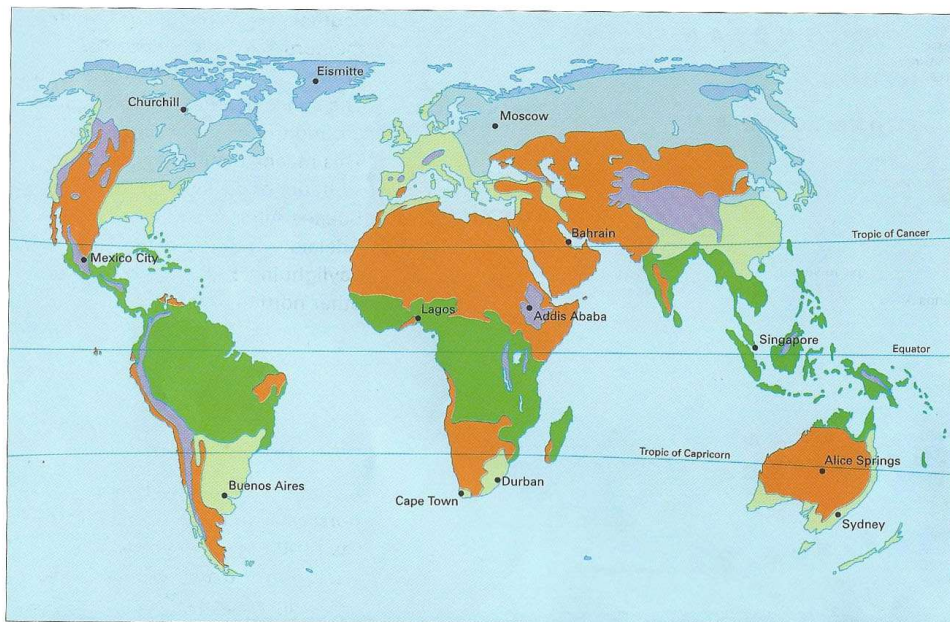 Eismitte
Churchill
Moscow
Tropic of Cancer
Bahrain
Mexico City
Lagos
Addis Ababa
Singapore
Equator
Tropic of Capricorn
Alice Springs
Buenos Aires
Durban
Cape Town
Sydney